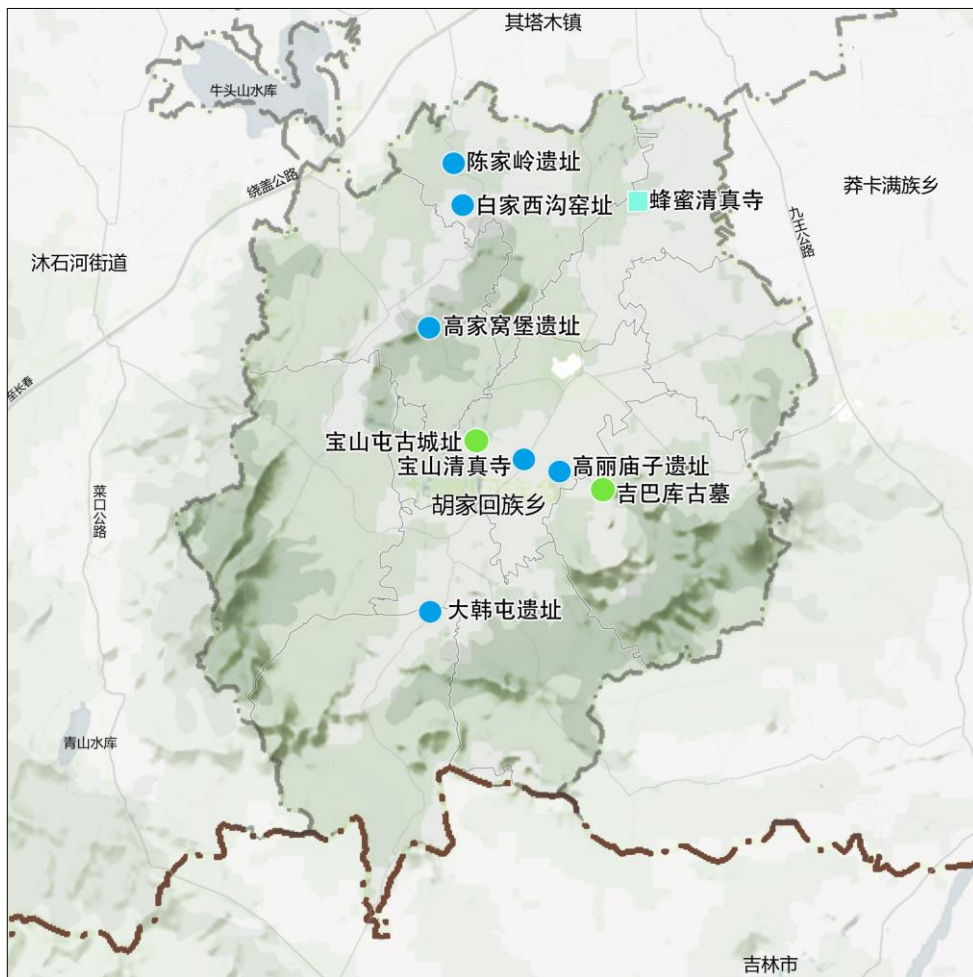 其塔木镇
牛头山水库
陈家岭遗址
绕盖公路
莽卡满族乡
白家西沟窑址
蜂蜜清真寺
九王公路
沐石河街道
高家窝堡遗址
至长春
宝山屯古城址
宝山清真寺
高丽庙子遗址
吉巴库古墓
胡家回族乡
菜口公路
大韩屯遗址
青山水库
吉林市